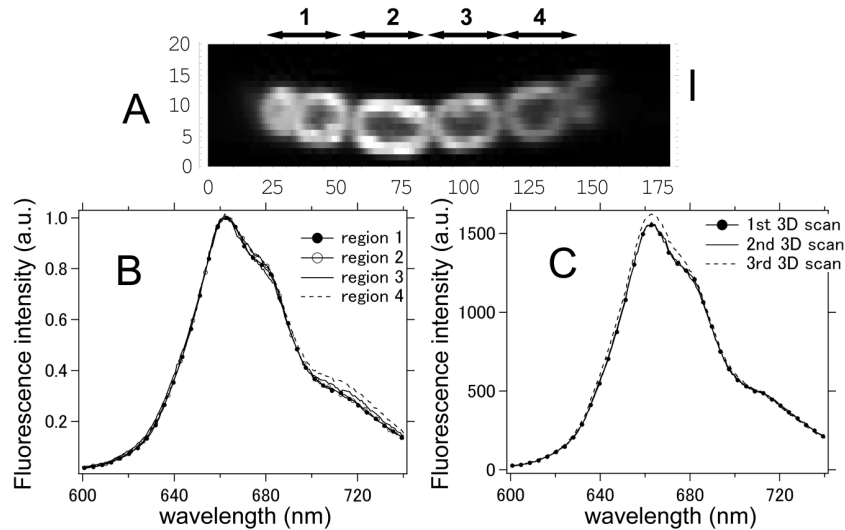 1 2 3 4
A
20
15
10
5
0
0 25 50 75 100 125 150 175
B
Fluorescence intensity (a.u.)
1.0
0.8
0.6
0.4
0.2
region 1
region 2
region 3
region 4
600 640 680 720
wavelength (nm)
C
Fluorescence intensity (a.u.)
1500
1000
500
0
1st 3D scan
2nd 3D scan
3rd 3D scan
600 640 680 720
wavelength (nm)